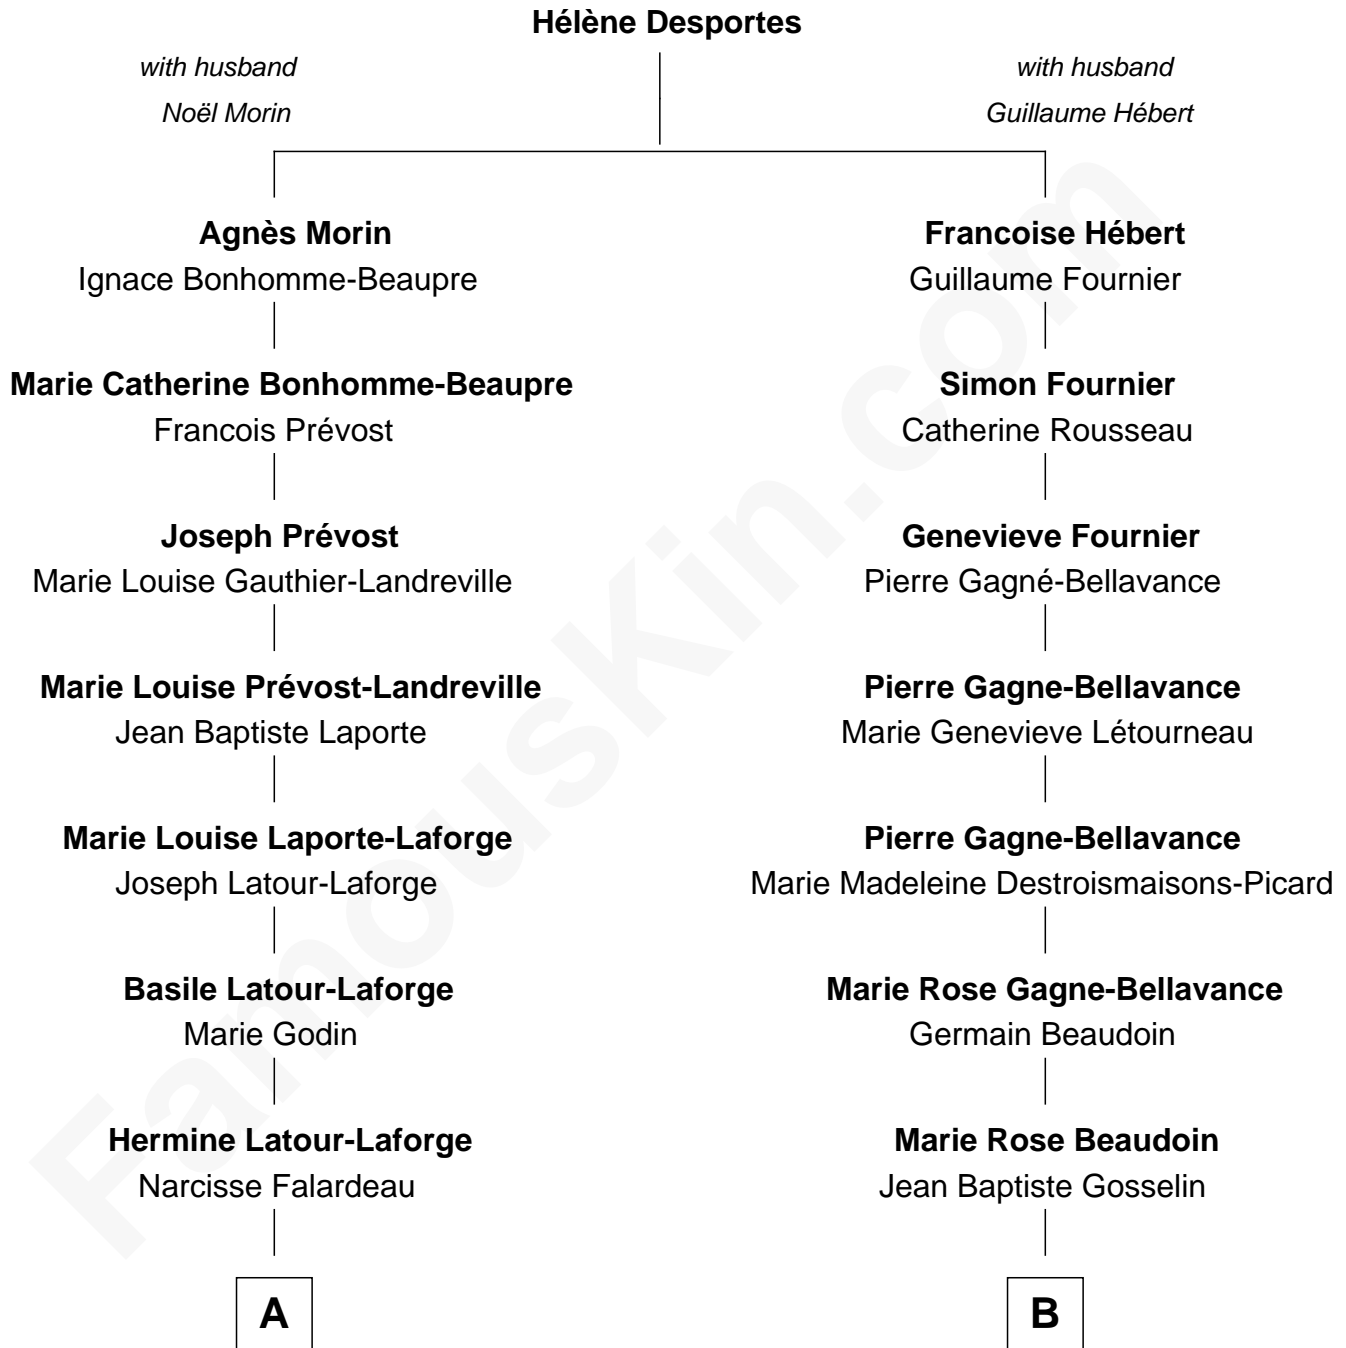 Hélène Desportes
with husband
Noël Morin
with husband
Guillaume Hébert
Agnès Morin
Ignace Bonhomme-Beaupre
Francoise Hébert
Guillaume Fournier
Marie Catherine Bonhomme-Beaupre
Francois Prévost
Simon Fournier
Catherine Rousseau
Joseph Prévost
Marie Louise Gauthier-Landreville
Genevieve Fournier
Pierre Gagné-Bellavance
Marie Louise Prévost-Landreville
Jean Baptiste Laporte
Pierre Gagne-Bellavance
Marie Genevieve Létourneau
Marie Louise Laporte-Laforge
Joseph Latour-Laforge
Pierre Gagne-Bellavance
Marie Madeleine Destroismaisons-Picard
Basile Latour-Laforge
Marie Godin
Marie Rose Gagne-Bellavance
Germain Beaudoin
Hermine Latour-Laforge
Narcisse Falardeau
Marie Rose Beaudoin
Jean Baptiste Gosselin
A
B
FamousKin.com